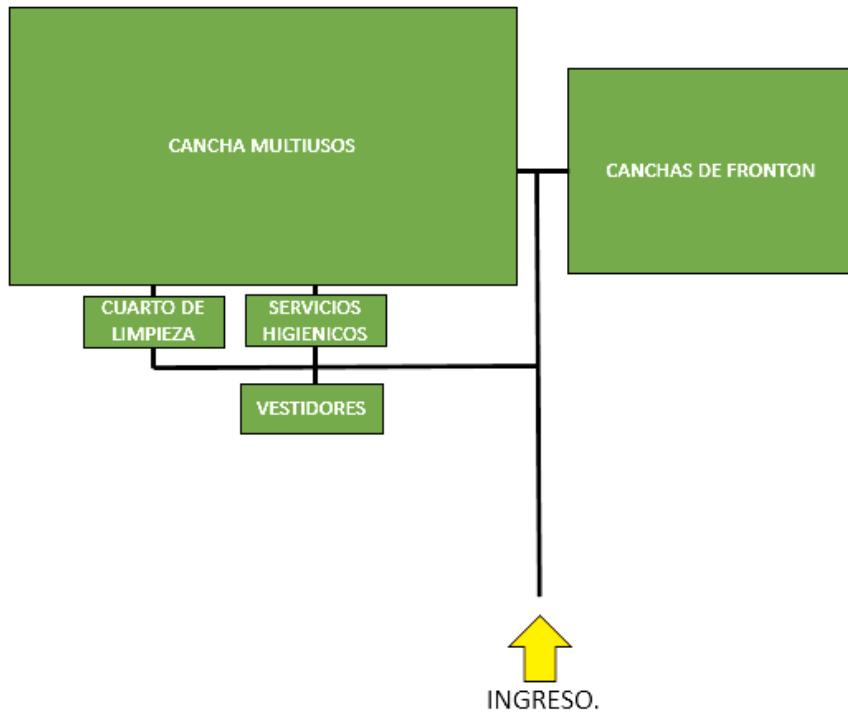 CANCHA MULTIUSOS
CANCHAS DE FRONTON
CUARTO DE
LIMPIEZA
SERVICIOS
HIGIENICOS
VESTIDORES
INGRESO.